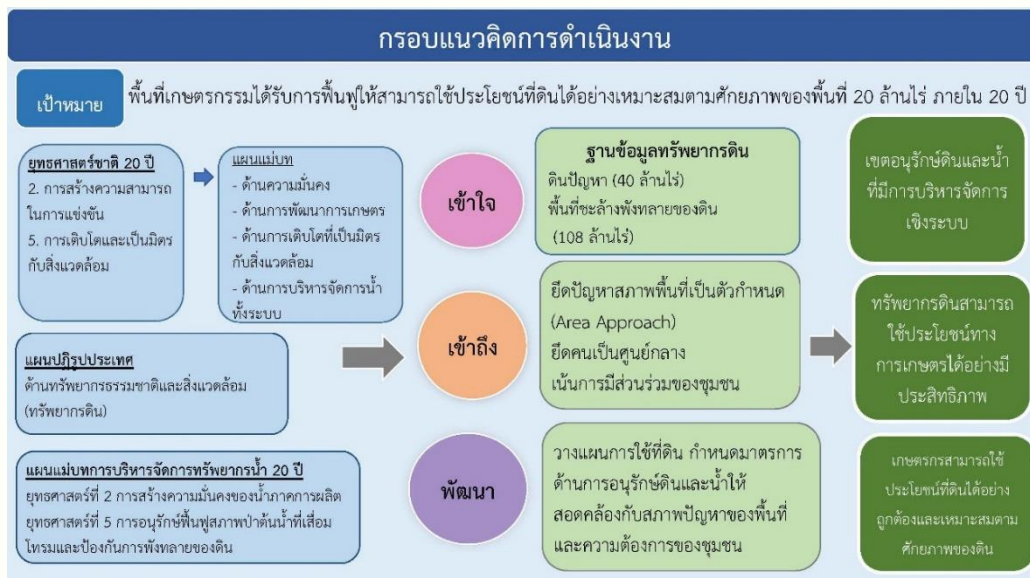 กรอบแนวคิดการดำเนินงาน
เป้าหมาย
พื้นที่เกษตรกรรมได้รับการฟื้นฟูให้สามารถใช้ประโยชน์ที่ดินได้อย่างเหมาะสมตามศักยภาพของพื้นที่ 20 ล้านไร่ ภายใน 20 ปี
ยุทธศาสตร์ชาติ 20 ปี
2. การสร้างความสามารถ
ในการแข่งขัน
5. การเติบโตและเป็นมิตร
กับสิ่งแวดล้อม
แผนแม่บท
- ด้านความมั่นคง
- ด้านการพัฒนาการเกษตร
- ด้านการเติบโตที่เป็นมิตร
กับสิ่งแวดล้อม
- ด้านการบริหารจัดการน้ำ
ทั้งระบบ
แผนปฏิรูปประเทศ
ด้านทรัพยากรธรรมชาติและสิ่งแวดล้อม
(ทรัพยากรดิน)
แผนแม่บทการบริหารจัดการทรัพยากรน้ำ 20 ปี
ยุทธศาสตร์ที่ 2 การสร้างความมั่นคงของน้ำภาคการผลิต
ยุทธศาสตร์ที่ 5 การอนุรักษ์ฟื้นฟูสภาพป่าต้นน้ำที่เสื่อม
โทรมและป้องกันการพังทลายของดิน
เข้าใจ
ฐานข้อมูลทรัพยากรดิน
ดินปัญหา (40 ล้านไร่)
พื้นที่ชะล้างพังทลายของดิน
(108 ล้านไร่)
เข้าถึง
ยึดปัญหาสภาพพื้นที่เป็นตัวกำหนด
(Area Approach)
ยึดคนเป็นศูนย์กลาง
เน้นการมีส่วนร่วมของชุมชน
พัฒนา
วางแผนการใช้ที่ดิน กำหนดมาตรการ
ด้านการอนุรักษ์ดินและน้ำให้
สอดคล้องกับสภาพปัญหาของพื้นที่
และความต้องการของชุมชน
เขตอนุรักษ์ดินและน้ำ
ที่มีการบริหารจัดการ
เชิงระบบ
ทรัพยากรดินสามารถ
ใช้ประโยชน์ทาง
การเกษตรได้อย่างมี
ประสิทธิภาพ
เกษตรกรสามารถใช้
ประโยชน์ที่ดินได้อย่าง
ถูกต้องและเหมาะสมตาม
ศักยภาพของดิน